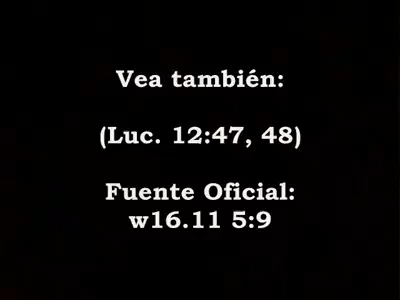 Vea también:
(Luc. 12:47, 48)
Fuente Oficial:
w16.11 5:9